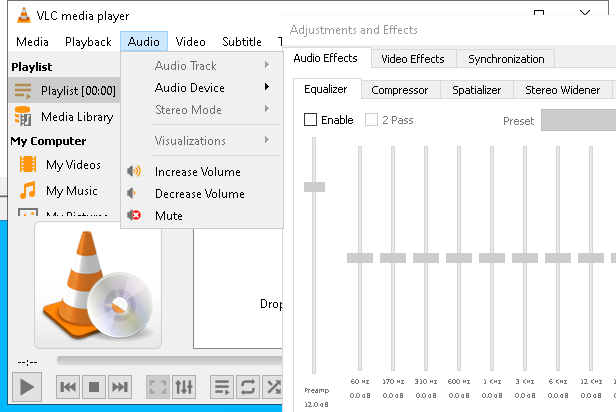 VLC media player
Media Playback Audio Video Subtitle
Playlist
Playlist [00:00]
Media Library
My Computer
My Videos
My Music
My Pictures
Audio Track
Audio Device
Stereo Mode
Visualizations
Increase Volume
Decrease Volume
Mute
Drop
--:--
Adjustments and Effects
Audio Effects Video Effects Synchronization
Equalizer Compressor Spatializer Stereo Widener
Enable 2 Pass Preset
60 Hz 170 Hz 310 Hz 600 Hz 1 KHz 3 KHz 6 KHz 12 KHz
Preamp 0.0 dB 0.0 dB 0.0 dB 0.0 dB 0.0 dB 0.0 dB 0.0 dB 0.0 dB
12.0 dB